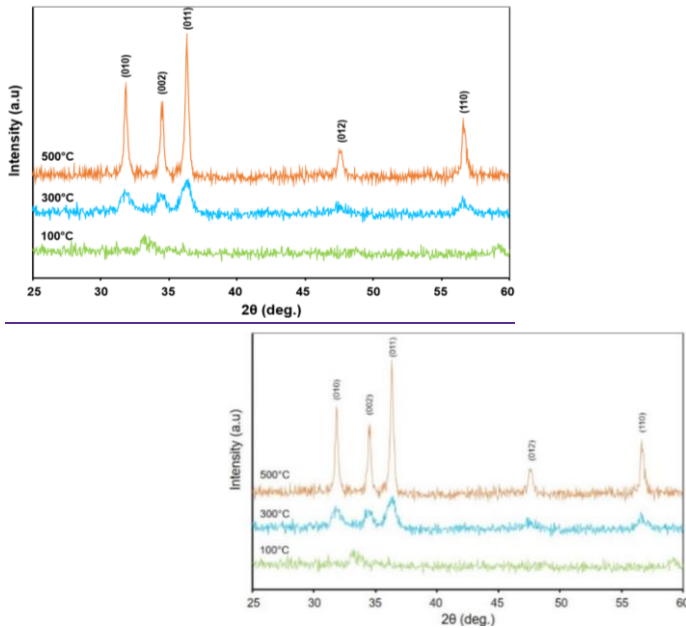 (011)
(010)
(002)
(110)
(012)
Intensity (a.u)
500°C
300°C
100°C
25 30 35 40 45 50 55 60
2θ (deg.)
(011)
(010)
(002)
(110)
(012)
Intensity (a.u)
500°C
300°C
100°C
25 30 35 40 45 50 55 60
2θ (deg.)